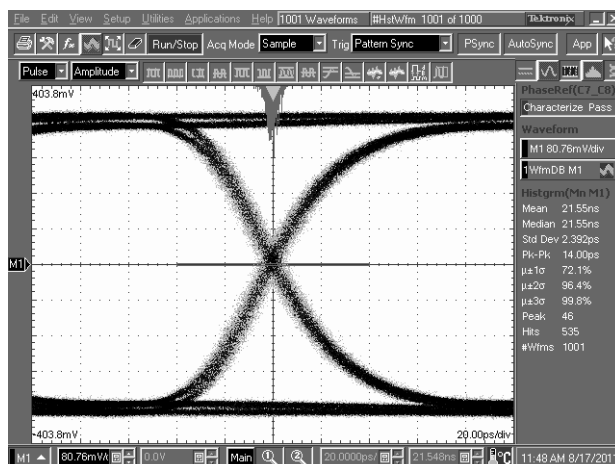 File Edit View Setup Utilities Applications Help 1001 Waveforms #HstWfm 1001 of 1000 Tektronix
Run/Stop Acq Mode Sample Trig Pattern Sync PSync AutoSync App
Pulse Amplitude
403.8mV
PhaseRef(C7_C8)
Characterize Pass
Waveform
M1 80.76mV/div
1 WfmDB M1
Histgrm(Mn M1)
Mean 21.55ns
Median 21.55ns
Std Dev 2.392ps
Pk-Pk 14.00ps
µ±1σ 72.1%
µ±2σ 96.4%
µ±3σ 99.8%
Peak 46
Hits 535
#Wfms 1001
M1
-403.8mV 20.00ps/div
M1 80.76mV/ 0.0V Main 1 2 20.0000ps/ 21.548ns °C 11:48 AM 8/17/201